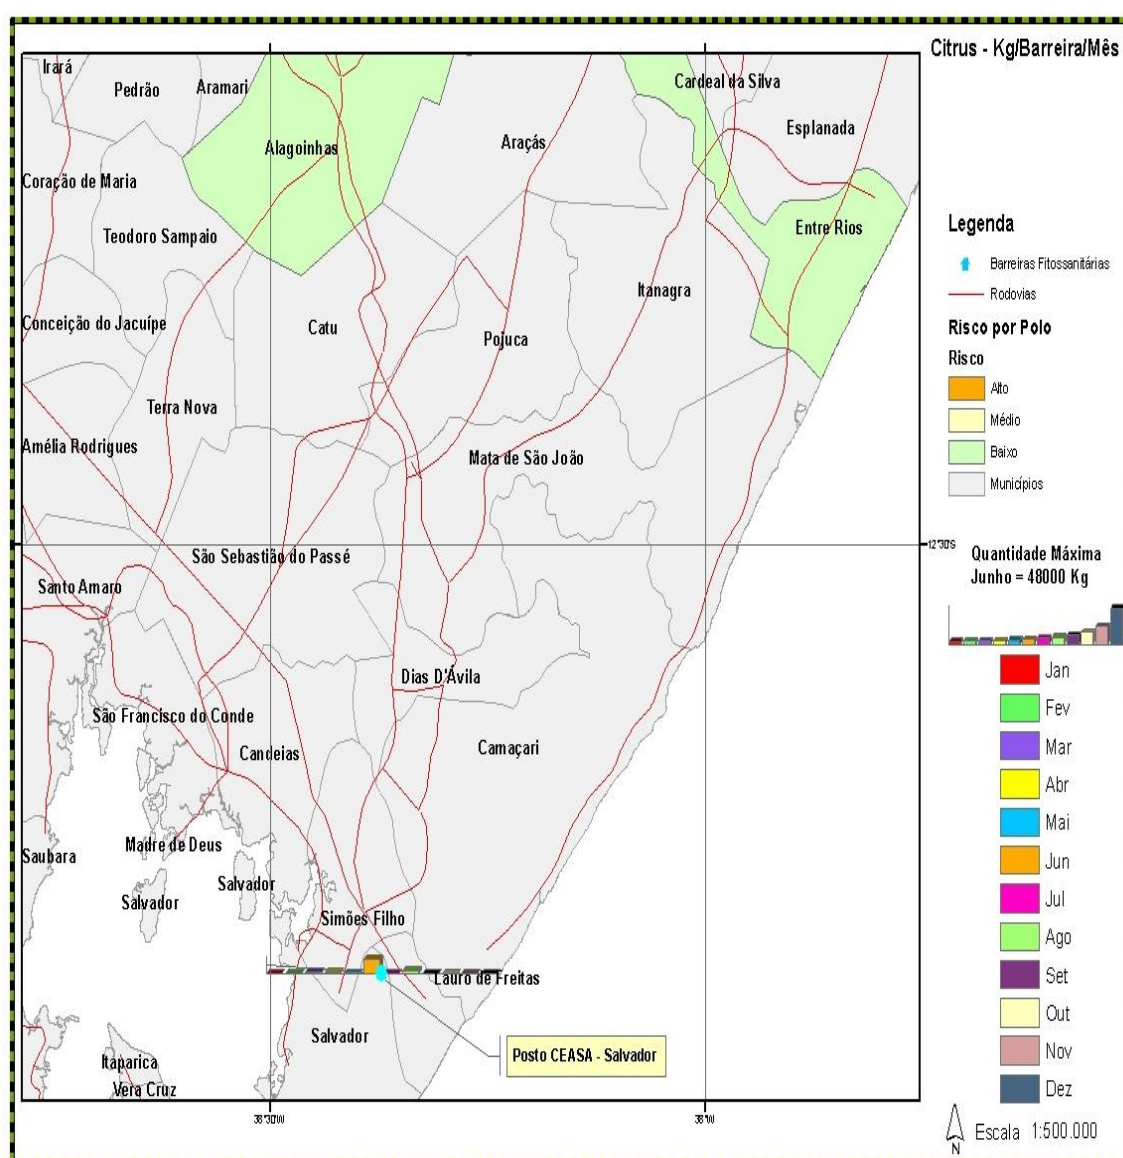 Citrus - Kg/Barreira/Mês
Irará
Pedrão
Aramari
Cardeal da Silva
Esplanada
Alagoinhas
Araçás
Coração de Maria
Teodoro Sampaio
Entre Rios
Itanagra
Conceição do Jacuípe
Catu
Pojuca
Terra Nova
Amélia Rodrigues
Mata de São João
São Sebastião do Passé
Santo Amaro
Dias D'Ávila
São Francisco do Conde
Candeias
Camaçari
Madre de Deus
Saubara
Salvador
Salvador
Simões Filho
Lauro de Freitas
Salvador
Posto CEASA - Salvador
Itaparica
Vera Cruz
38°30'W
38°W
12°30'S
Legenda
Barreiras Fitossanitárias
Rodovias
Risco por Polo
Risco
Alto
Médio
Baixo
Municípios
Quantidade Máxima
Junho = 48000 Kg
Jan
Fev
Mar
Abr
Mai
Jun
Jul
Ago
Set
Out
Nov
Dez
N
Escala 1:500.000